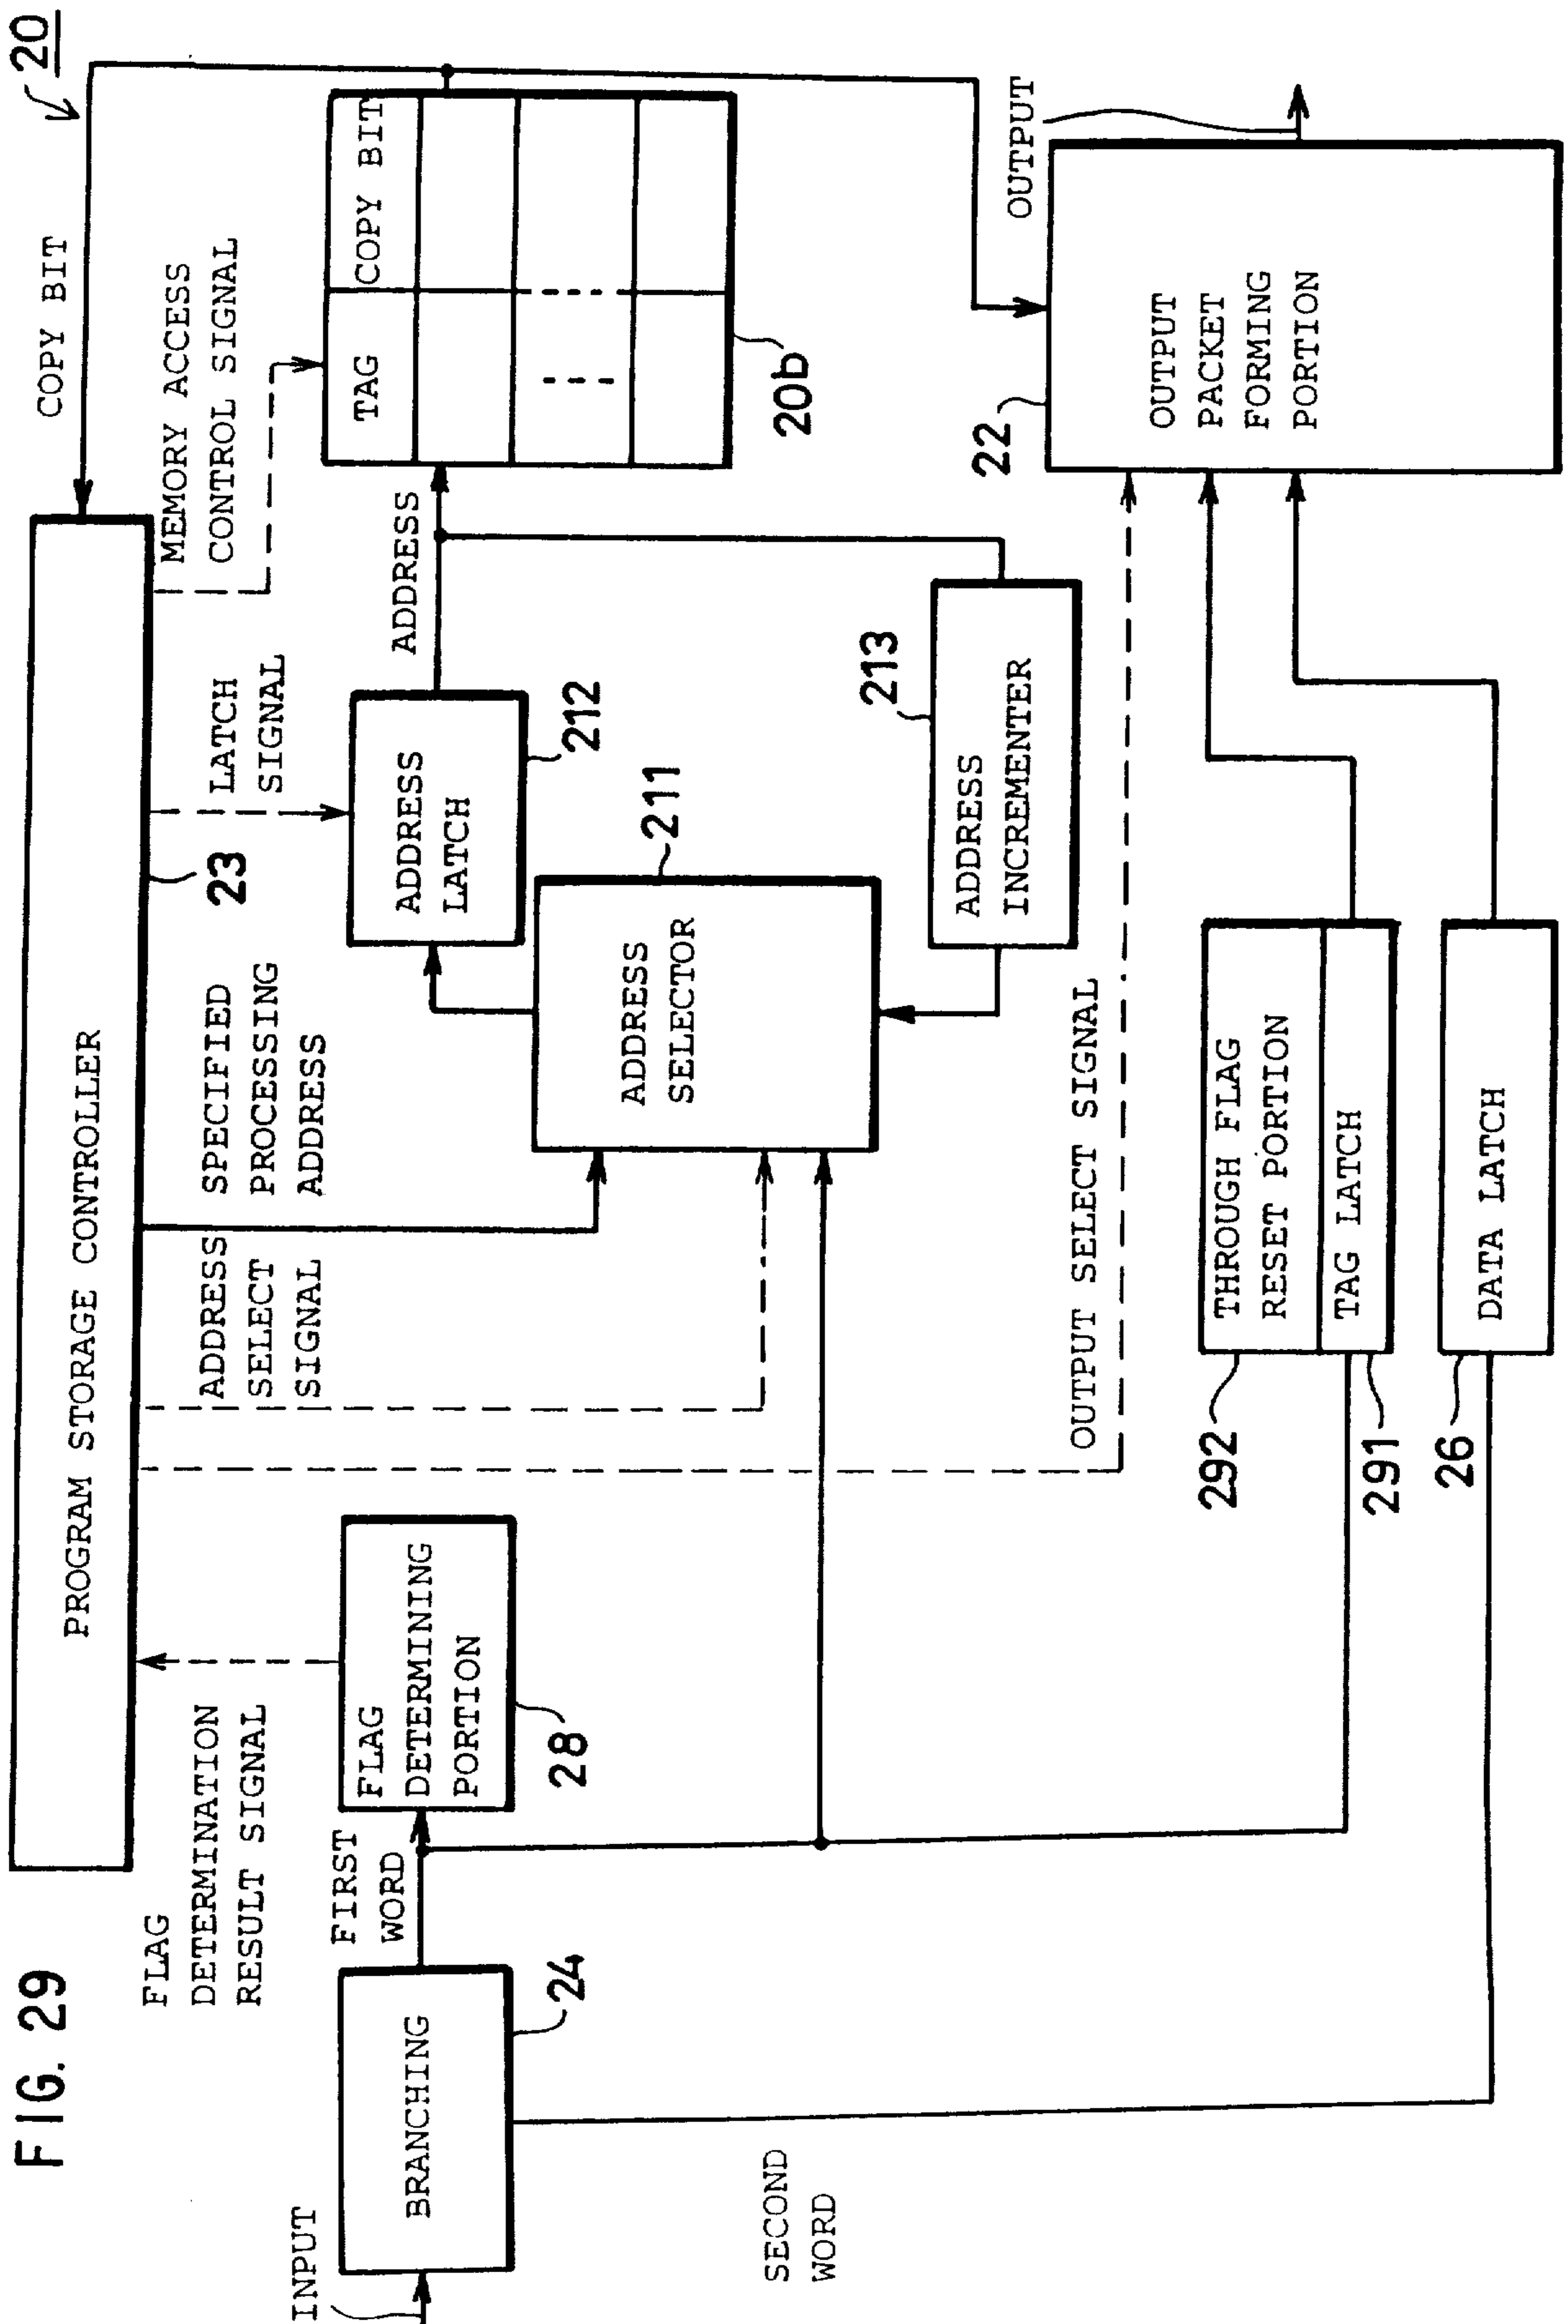 FIG. 29
20
PROGRAM STORAGE CONTROLLER
23
COPY BIT
FLAG
DETERMINATION
RESULT SIGNAL
ADDRESS
SELECT
SIGNAL
SPECIFIED
PROCESSING
ADDRESS
LATCH
SIGNAL
MEMORY ACCESS
CONTROL SIGNAL
INPUT
BRANCHING
24
FIRST
WORD
FLAG
DETERMINING
PORTION
28
ADDRESS
SELECTOR
211
ADDRESS
LATCH
212
ADDRESS
TAG
COPY BIT
20b
ADDRESS
INCREMENTER
213
SECOND
WORD
OUTPUT SELECT SIGNAL
THROUGH FLAG
RESET PORTION
292
TAG LATCH
291
DATA LATCH
26
OUTPUT
PACKET
FORMING
PORTION
22
OUTPUT